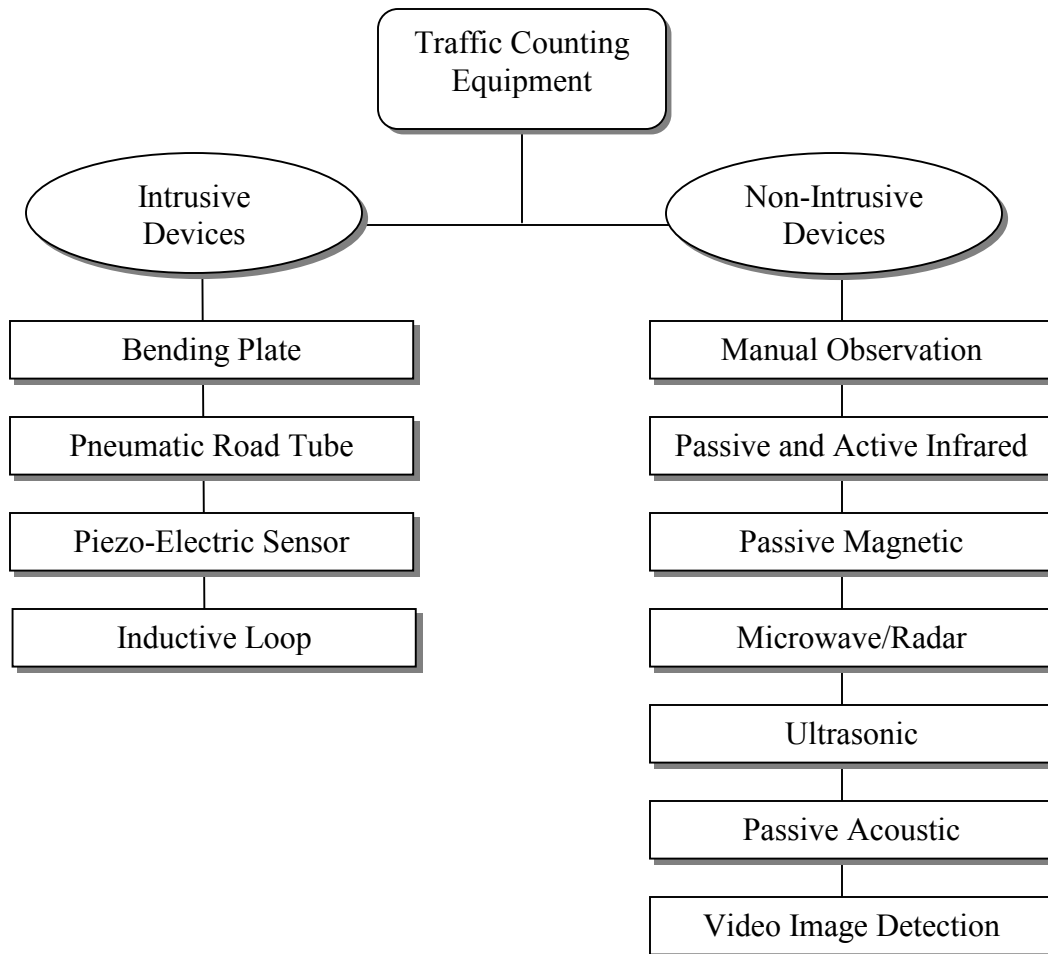 Traffic Counting
Equipment
Intrusive
Devices
Non-Intrusive
Devices
Bending Plate
Pneumatic Road Tube
Piezo-Electric Sensor
Inductive Loop
Manual Observation
Passive and Active Infrared
Passive Magnetic
Microwave/Radar
Ultrasonic
Passive Acoustic
Video Image Detection